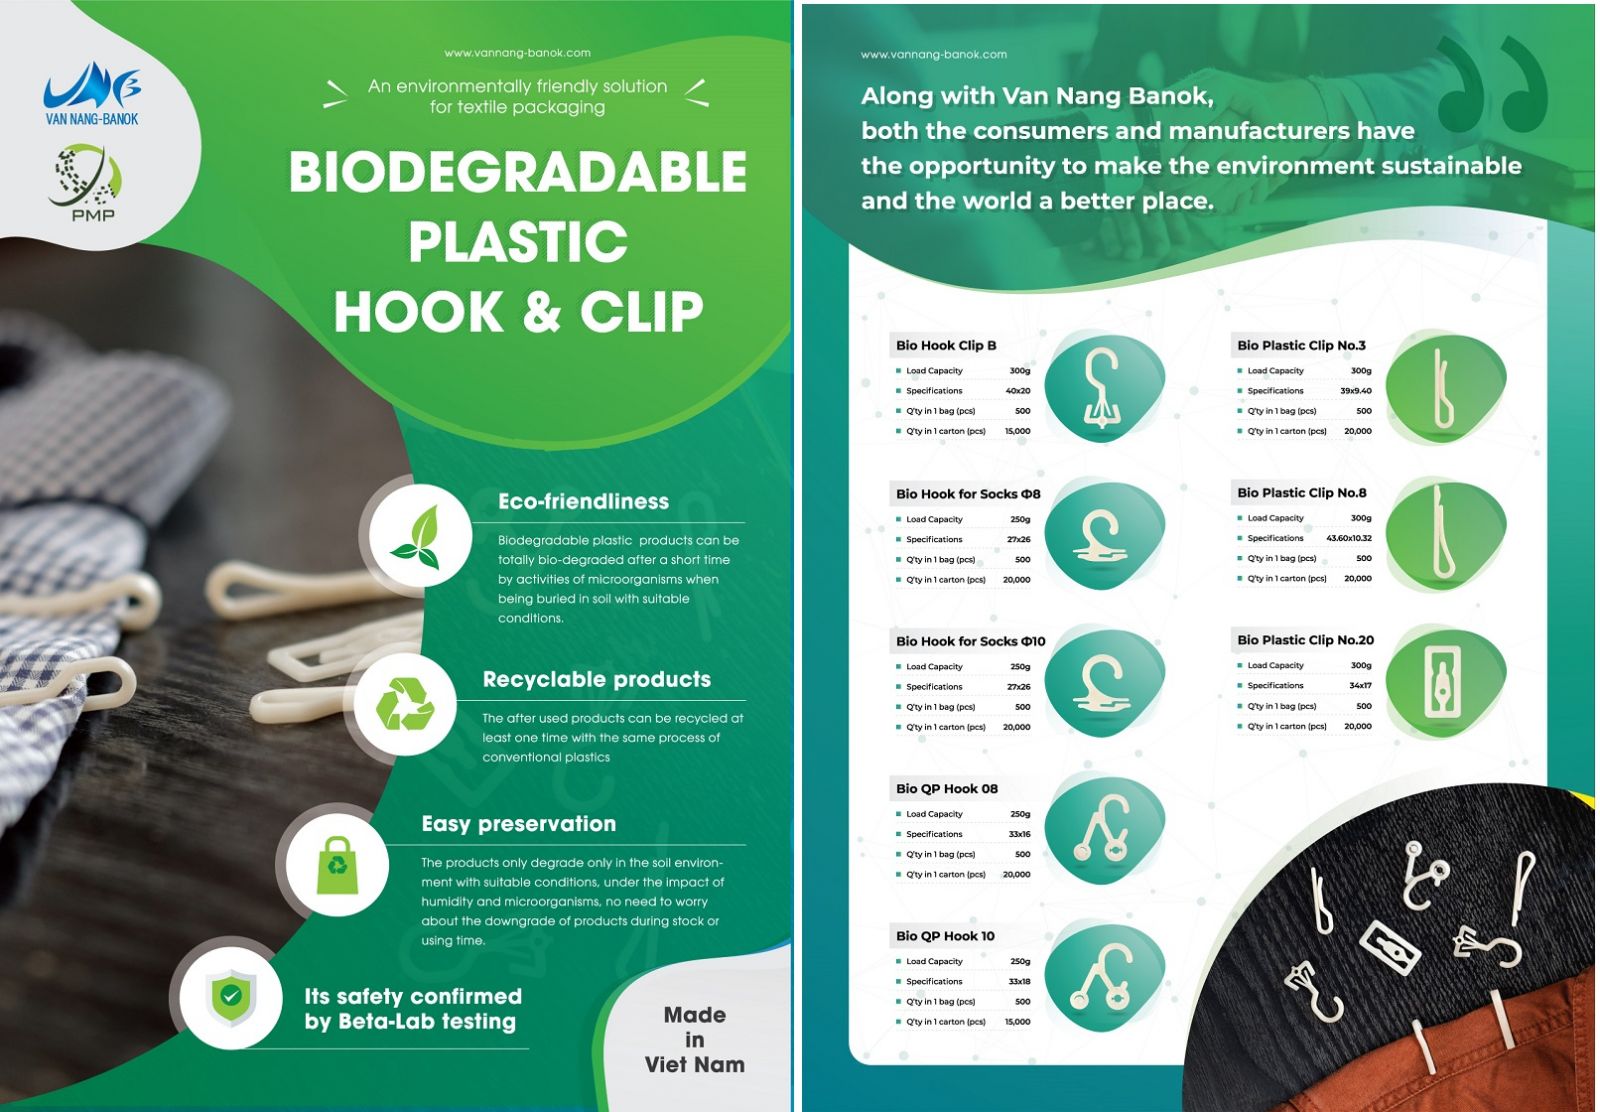 VAN NANG-BANOK
PMP
www.vannang-banok.com
An environmentally friendly solution
for textile packaging
BIODEGRADABLE
PLASTIC
HOOK & CLIP
Eco-friendliness
Biodegradable plastic products can be
totally bio-degraded after a short time
by activities of microorganisms when
being buried in soil with suitable
conditions.
Recyclable products
The after used products can be recycled at
least one time with the same process of
conventional plastics
Easy preservation
The products only degrade only in the soil environ-
ment with suitable conditions, under the impact of
humidity and microorganisms, no need to worry
about the downgrade of products during stock or
using time.
Its safety confirmed
by Beta-Lab testing
Made
in
Viet Nam
www.vannang-banok.com
Along with Van Nang Banok,
both the consumers and manufacturers have
the opportunity to make the environment sustainable
and the world a better place.
Bio Hook Clip B
Load Capacity 300g
Specifications 40x20
Q'ty in 1 bag (pcs) 500
Q'ty in 1 carton (pcs) 15,000
Bio Hook for Socks Φ8
Load Capacity 250g
Specifications 27x26
Q'ty in 1 bag (pcs) 500
Q'ty in 1 carton (pcs) 20,000
Bio Hook for Socks Φ10
Load Capacity 250g
Specifications 27x26
Q'ty in 1 bag (pcs) 500
Q'ty in 1 carton (pcs) 20,000
Bio QP Hook 08
Load Capacity 250g
Specifications 33x16
Q'ty in 1 bag (pcs) 500
Q'ty in 1 carton (pcs) 20,000
Bio QP Hook 10
Load Capacity 250g
Specifications 33x18
Q'ty in 1 bag (pcs) 500
Q'ty in 1 carton (pcs) 15,000
Bio Plastic Clip No.3
Load Capacity 300g
Specifications 39x9.40
Q'ty in 1 bag (pcs) 500
Q'ty in 1 carton (pcs) 20,000
Bio Plastic Clip No.8
Load Capacity 300g
Specifications 43.60x10.32
Q'ty in 1 bag (pcs) 500
Q'ty in 1 carton (pcs) 20,000
Bio Plastic Clip No.20
Load Capacity 300g
Specifications 34x17
Q'ty in 1 bag (pcs) 500
Q'ty in 1 carton (pcs) 20,000